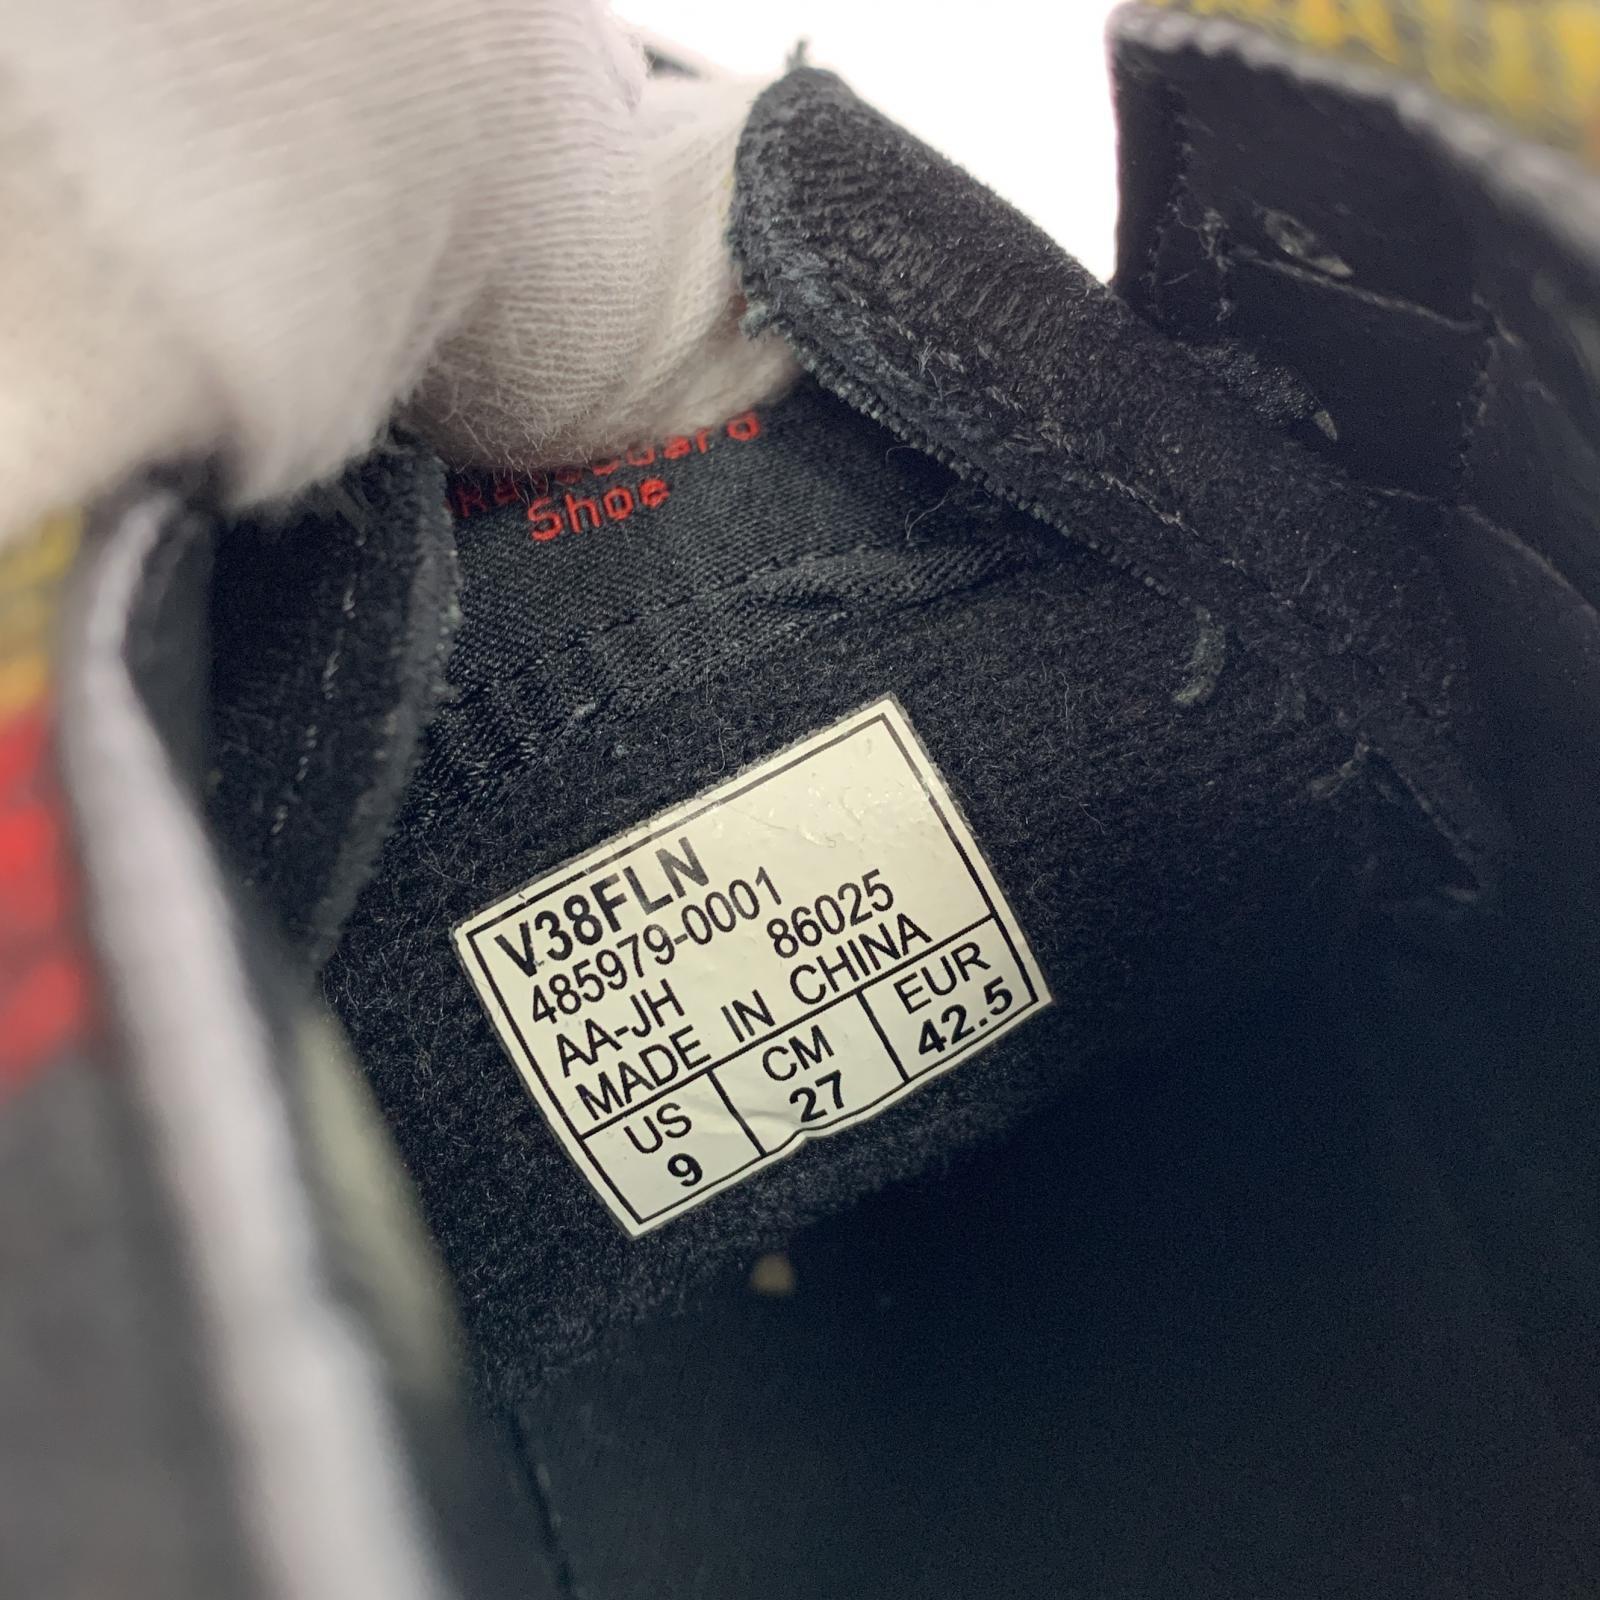 Shoe
V38FLN
485979-0001
AA-JH 86025
MADE IN CHINA
US CM EUR
9 27 42.5